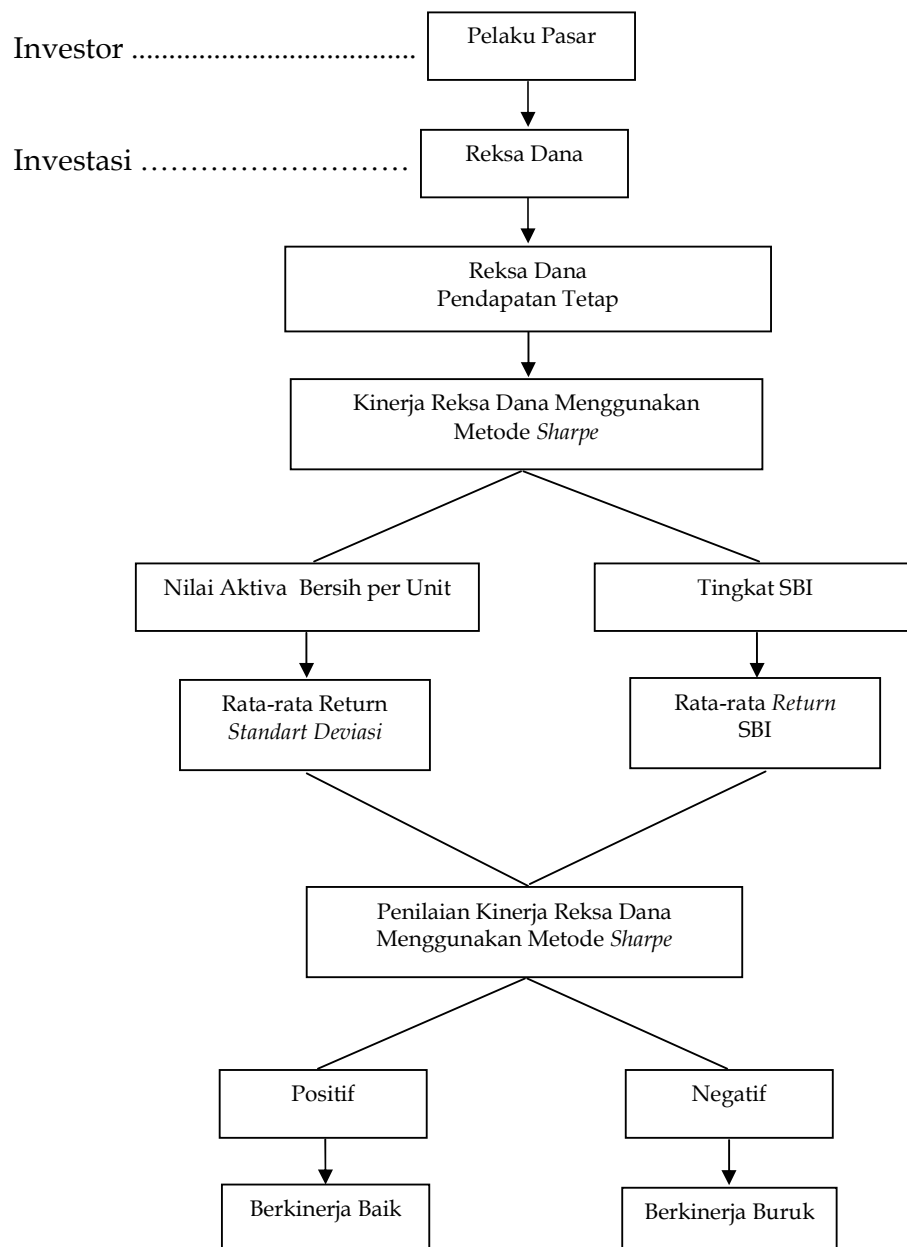 Pelaku Pasar
Investor .....................................
Reksa Dana
Investasi ………………………
Reksa Dana
Pendapatan Tetap
Kinerja Reksa Dana Menggunakan
Metode Sharpe
Nilai Aktiva  Bersih per Unit
Tingkat SBI
Rata-rata Return
Standart Deviasi
Rata-rata Return
SBI
Penilaian Kinerja Reksa Dana
Menggunakan Metode Sharpe
Positif
Negatif
Berkinerja Baik
Berkinerja Buruk